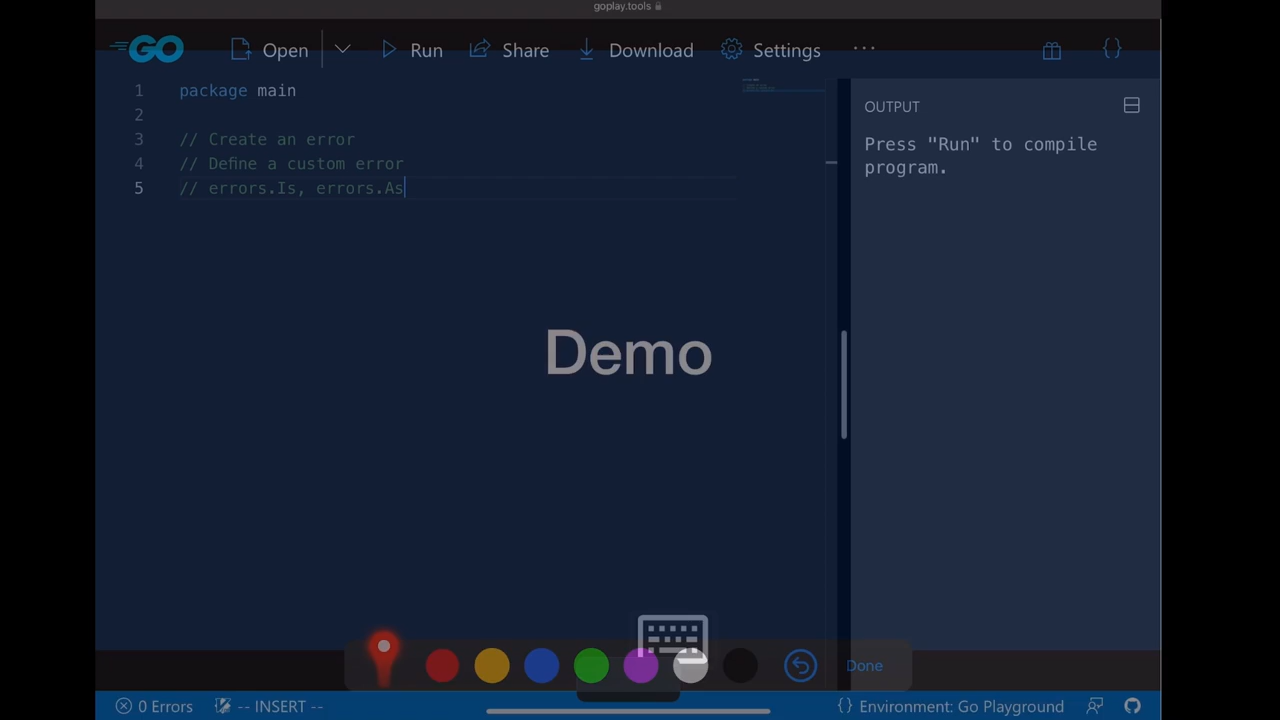 goplay.tools
GO Open Run Share Download Settings ...
1 package main
2
3 // Create an error
4 // Define a custom error
5 // errors.Is, errors.As
OUTPUT
Press "Run" to compile
program.
Demo
Done
0 Errors -- INSERT -- {} Environment: Go Playground